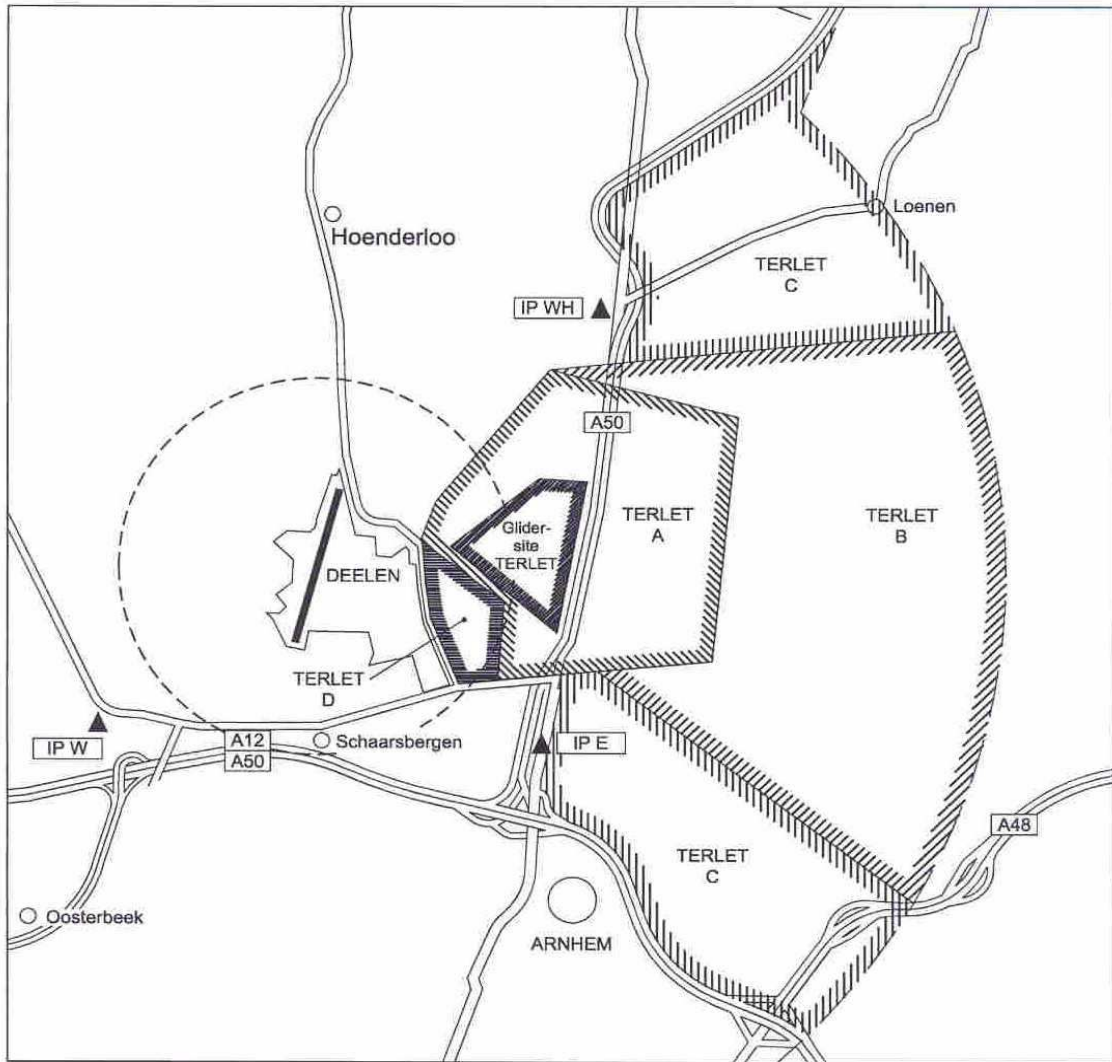 Loenen
Hoenderloo
TERLET
C
IP WH
A50
Glider-
site
TERLET
TERLET
A
TERLET
B
DEELEN
TERLET
D
IP W
A12
A50
Schaarsbergen
IP E
A48
TERLET
C
Oosterbeek
ARNHEM